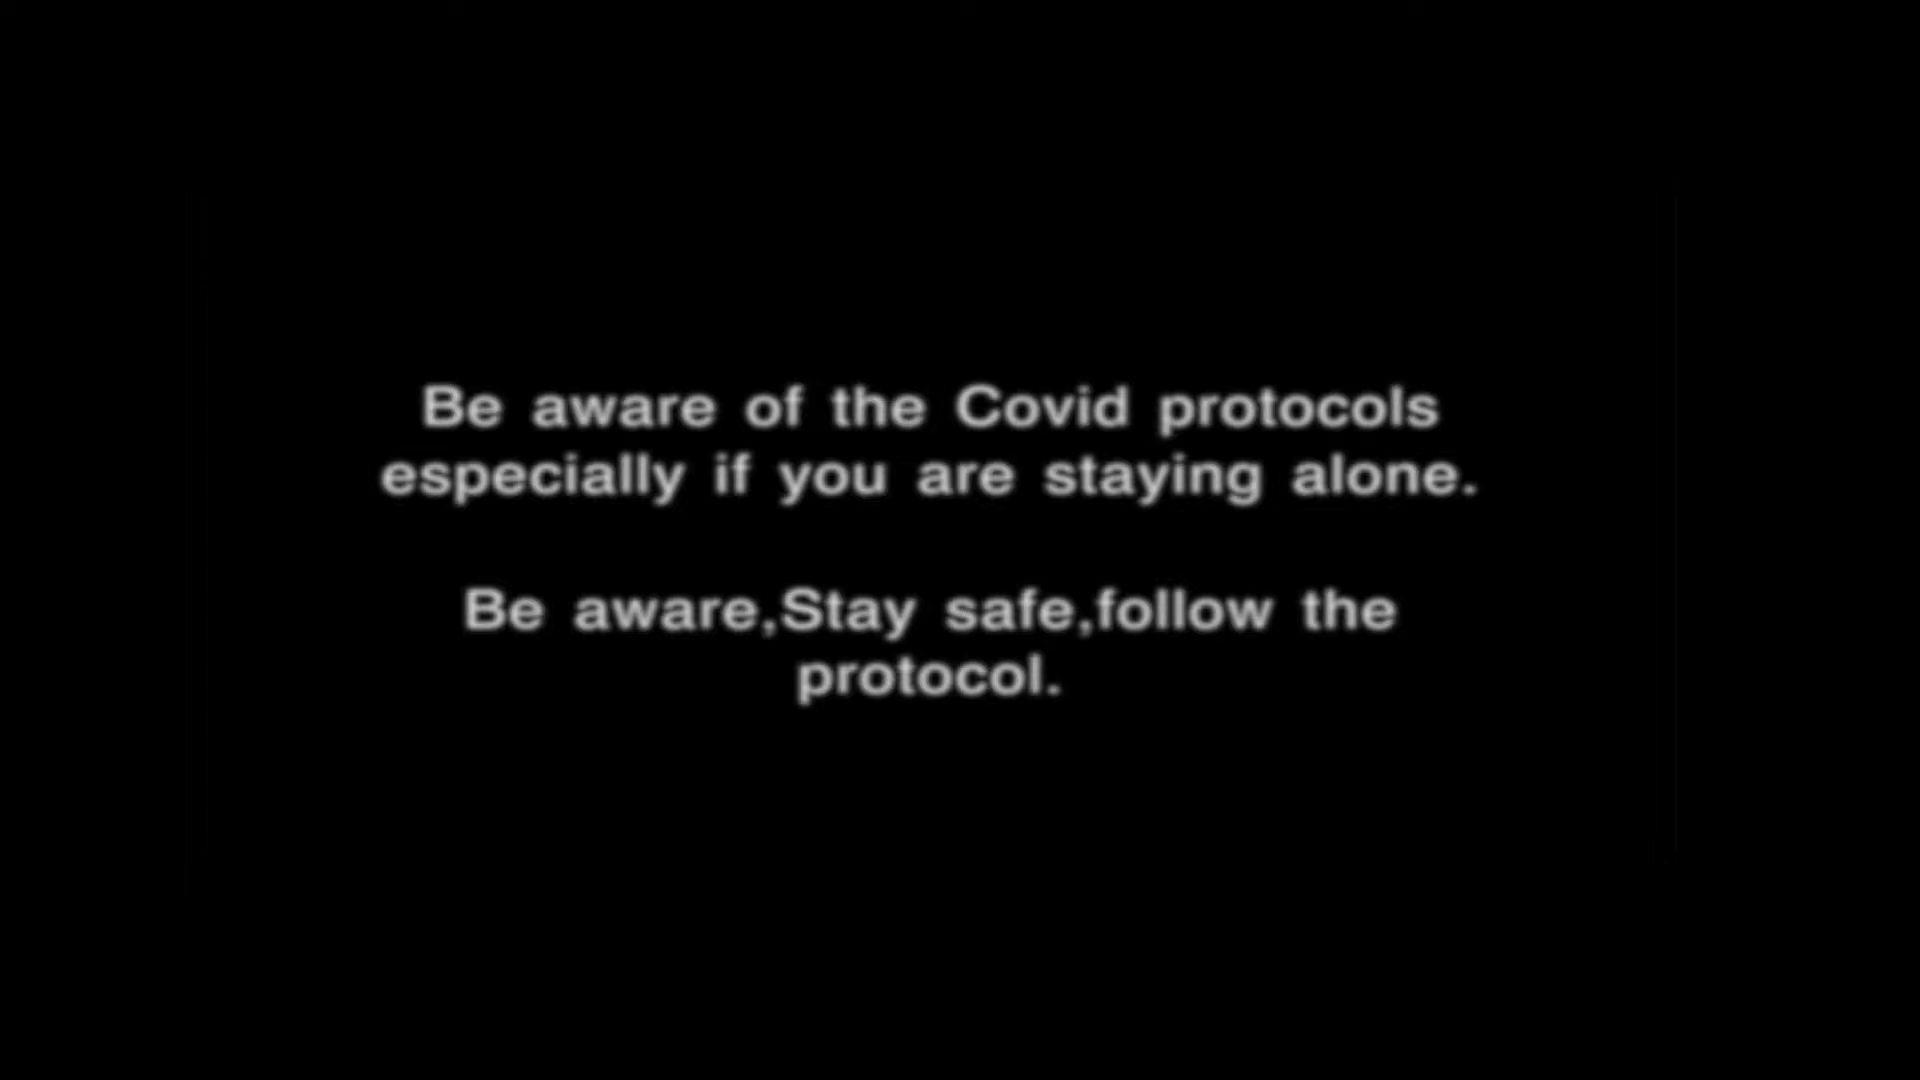 Be aware of the Covid protocols
especially if you are staying alone.
Be aware,Stay safe,follow the
protocol.